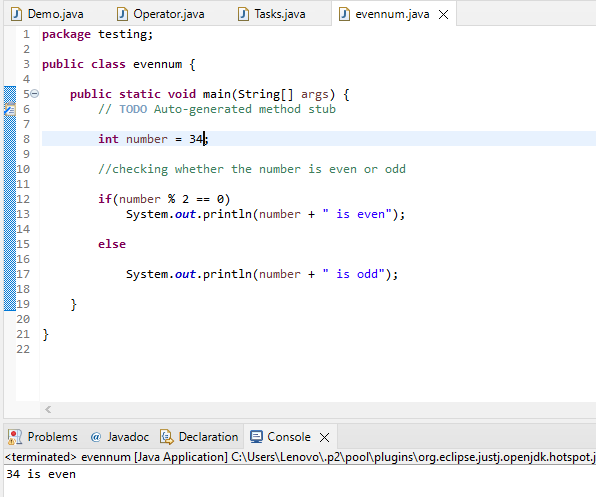 Demo.java Operator.java Tasks.java evennum.java
1 package testing;
2
3 public class evennum {
4
5 public static void main(String[] args) {
6 // TODO Auto-generated method stub
7
8 int number = 34;
9
10 //checking whether the number is even or odd
11
12 if(number % 2 == 0)
13 System.out.println(number + " is even");
14
15 else
16
17 System.out.println(number + " is odd");
18
19 }
20
21 }
22
Problems @ Javadoc Declaration Console
<terminated> evennum [Java Application] C:\Users\Lenovo\.p2\pool\plugins\org.eclipse.justj.openjdk.hotspot.j
34 is even